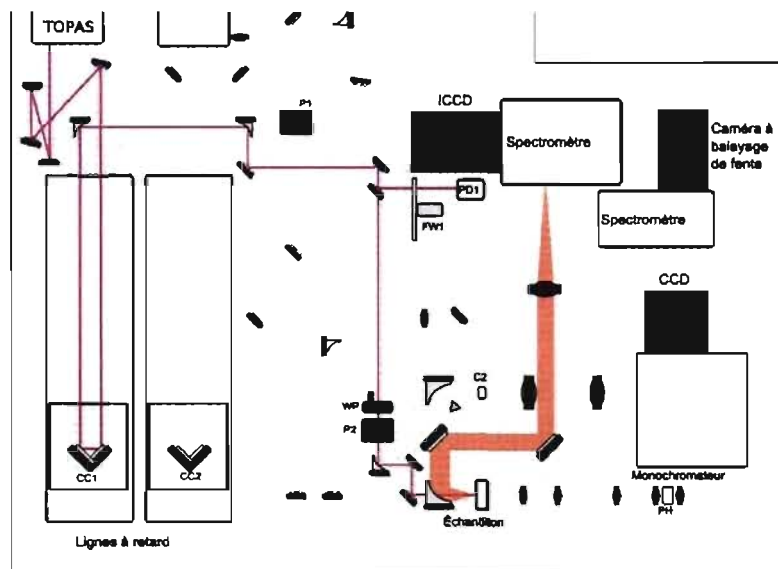 TOPAS
P1
ICCD
Spectromètre
Caméra à
balayage
de fente
PD1
FW1
Spectromètre
CCD
C2
WP
P2
CC1
CC2
Monochromateur
PH
Échantillon
Lignes à retard